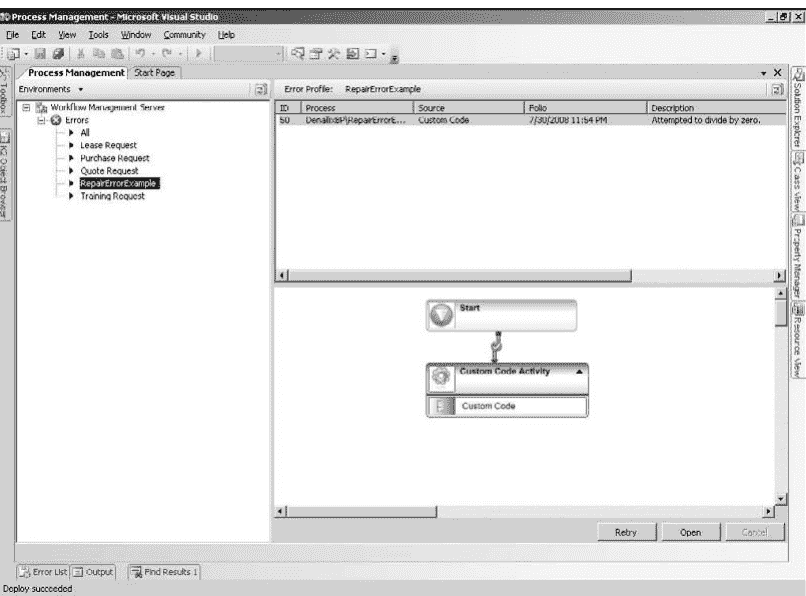 Process Management - Microsoft Visual Studio
File Edit View Tools Window Community Help
Process Management Start Page
Environments
Error Profile: RepairErrorExample
Workflow Management Server
Errors
All
Lease Request
Purchase Request
Quote Request
RepairErrorExample
Training Request
ID Process Source Folio Description
50 Custom Code 7/30/2008 11:54 PM Attempted to divide by zero.
Start
Custom Code Activity
Custom Code
Retry Open Cancel
Toolbox
K2 Object Browser
Solution Explorer
Class View
Property Manager
Resource View
Error List Output Find Results 1
Deploy succeeded